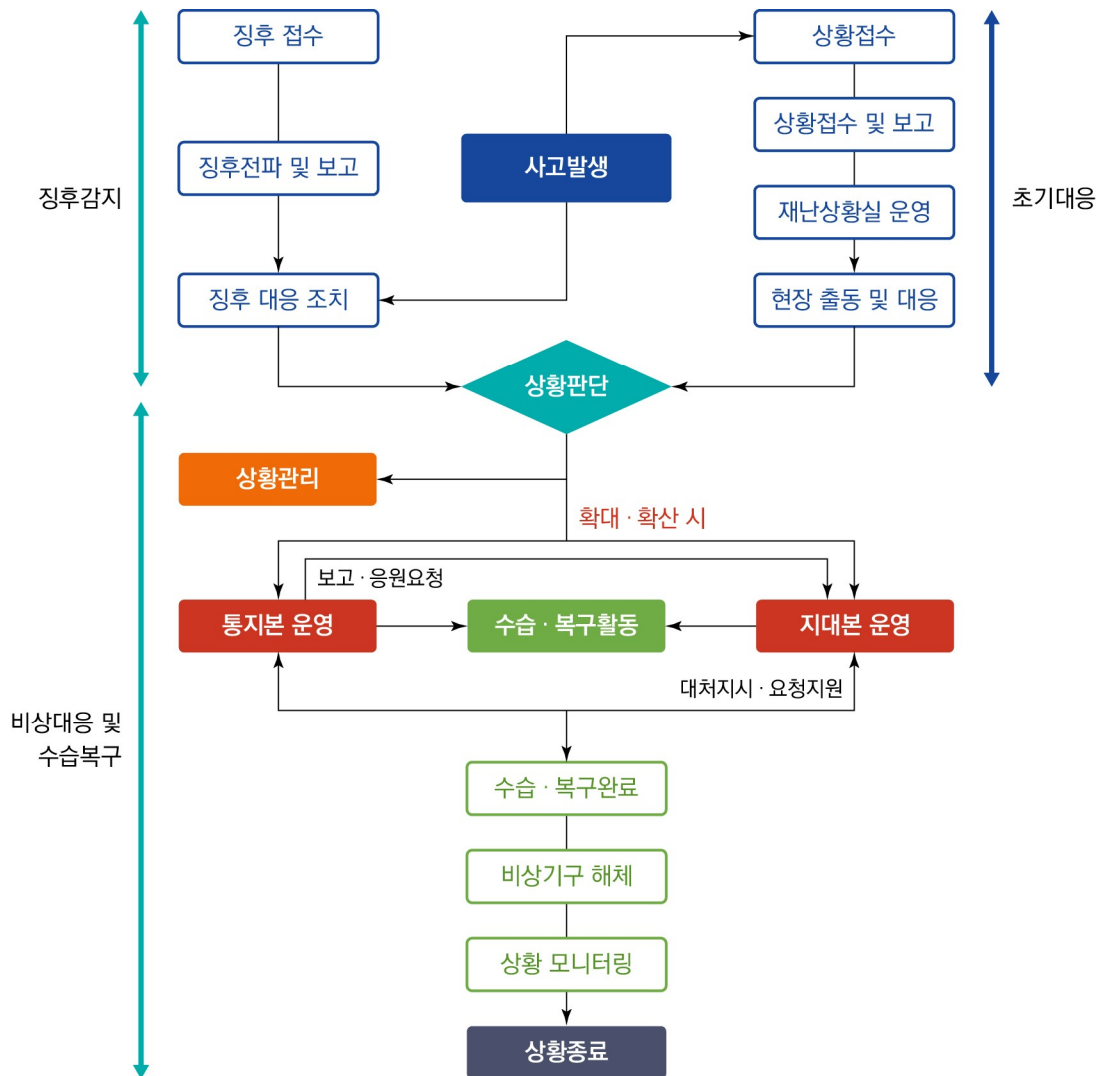 징후 접수
상황접수
상황접수 및 보고
징후전파 및 보고
사고발생
징후감지
재난상황실 운영
초기대응
징후 대응 조치
현장 출동 및 대응
상황판단
상황관리
확대 · 확산 시
보고 · 응원요청
통지본 운영
수습 · 복구활동
지대본 운영
대처지시 · 요청지원
비상대응 및
수습복구
수습 · 복구완료
비상기구 해체
상황 모니터링
상황종료